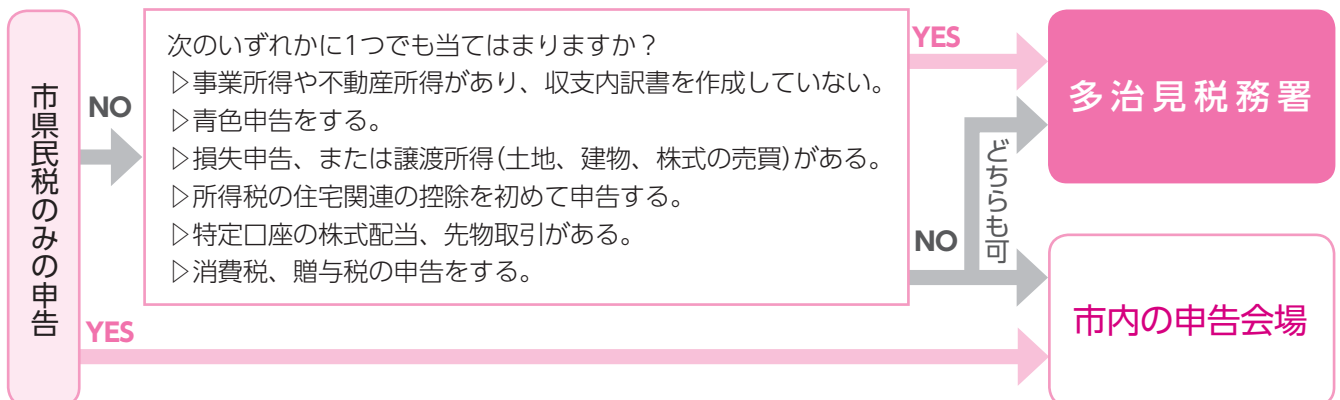 市県民税のみの申告
NO
次のいずれかに1つでも当てはまりますか？
▷事業所得や不動産所得があり、収支内訳書を作成していない。
▷青色申告をする。
▷損失申告、または譲渡所得(土地、建物、株式の売買)がある。
▷所得税の住宅関連の控除を初めて申告する。
▷特定口座の株式配当、先物取引がある。
▷消費税、贈与税の申告をする。
YES
多治見税務署
NO
どちらも可
市内の申告会場
YES